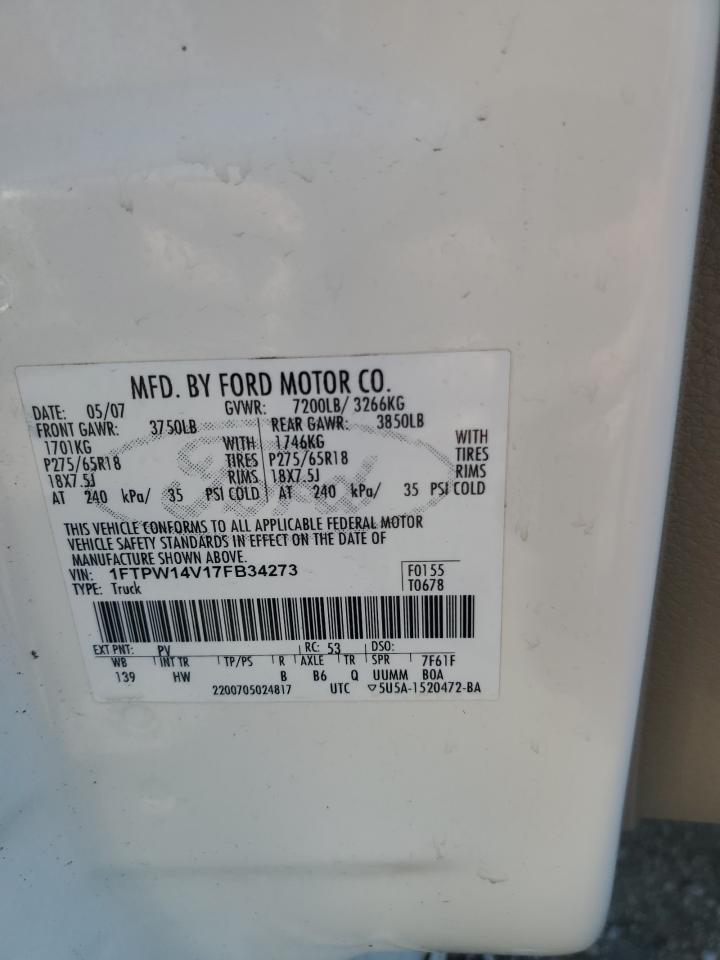 MFD. BY FORD MOTOR CO.
DATE: 05/07 GVWR: 7200LB/ 3266KG
FRONT GAWR: 3750LB REAR GAWR: 3850LB
1701KG WITH 1746KG WITH
P275/65R18 TIRES P275/65R18 TIRES
18X7.5J RIMS 18X7.5J RIMS
AT 240 kPa/ 35 PSI COLD AT 240 kPa/ 35 PSI COLD
Ford
THIS VEHICLE CONFORMS TO ALL APPLICABLE FEDERAL MOTOR
VEHICLE SAFETY STANDARDS IN EFFECT ON THE DATE OF
MANUFACTURE SHOWN ABOVE.
VIN: 1FTPW14V17FB34273 F0155
TYPE: Truck T0678
EXT PNT: PV RC: 53 DSO:
WB INT TR TP/PS R AXLE TR SPR 7F61F
139 HW B B6 Q UUMM BOA
2200705024817 UTC ▽5U5A-1520472-BA